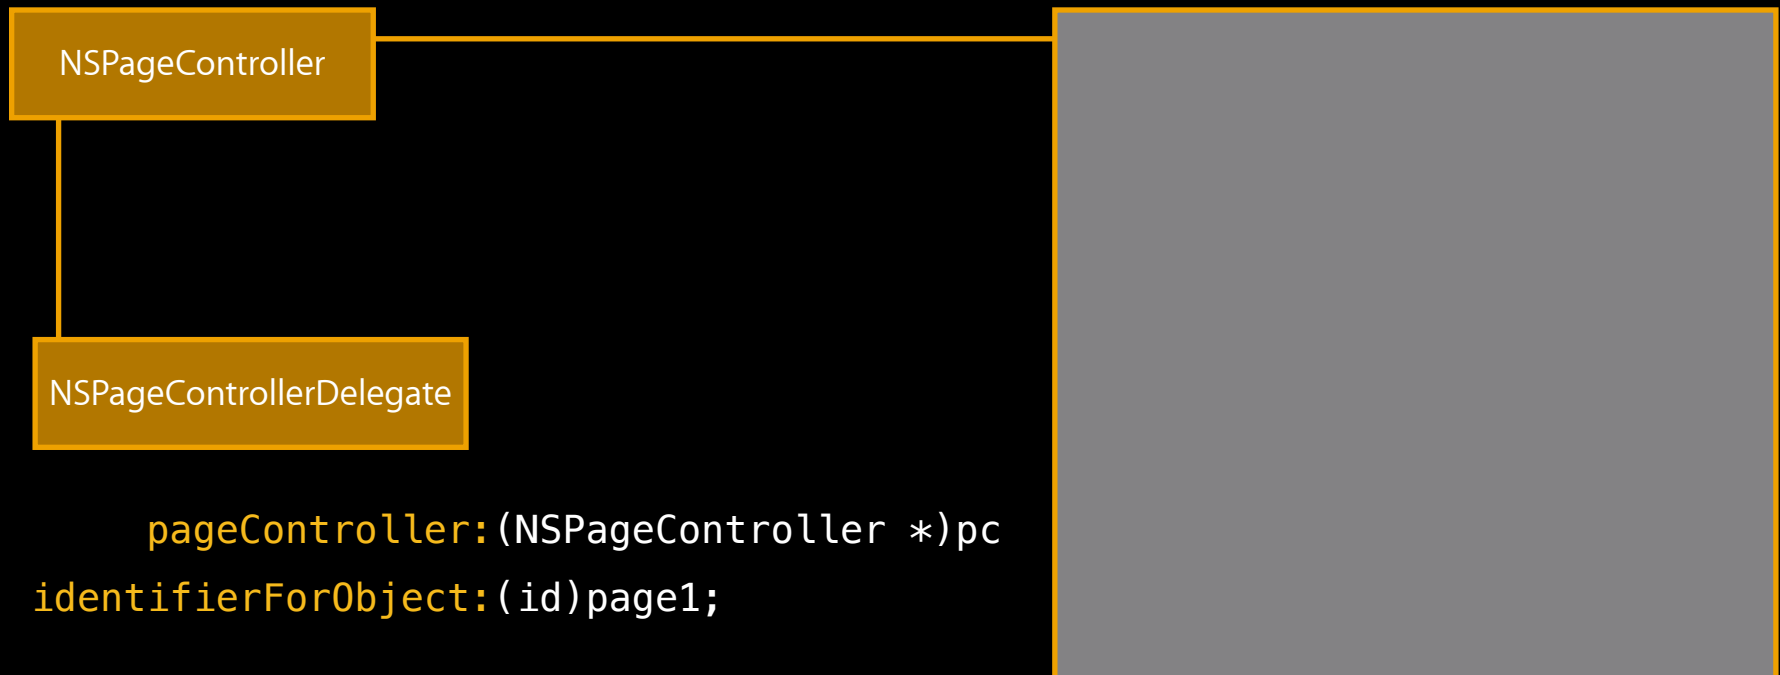 NSPageController
NSPageControllerDelegate
pageController:(NSPageController *)pc
identifierForObject:(id)page1;